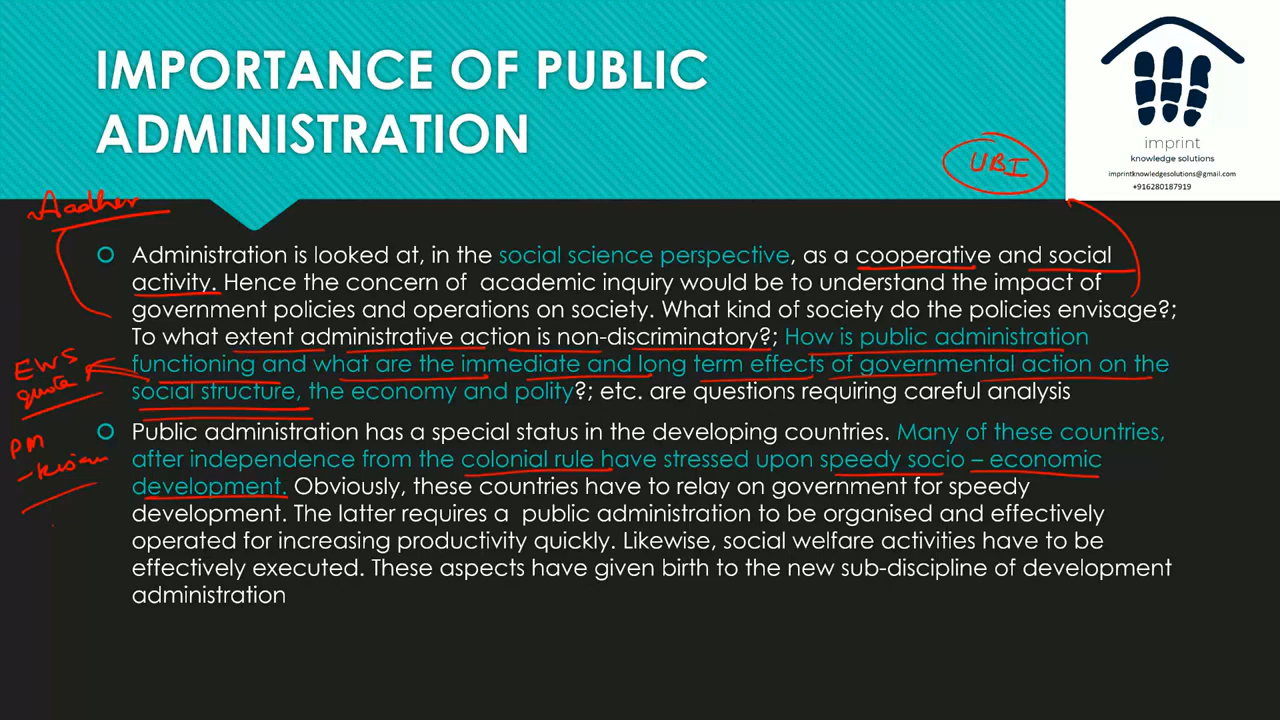 IMPORTANCE OF PUBLIC
ADMINISTRATION
imprint
knowledge solutions
imprintknowledgesolutions@gmail.com
+916280187919
UBI
Aadhar
Administration is looked at, in the social science perspective, as a cooperative and social
activity. Hence the concern of academic inquiry would be to understand the impact of
government policies and operations on society. What kind of society do the policies envisage?;
To what extent administrative action is non-discriminatory?; How is public administration
functioning and what are the immediate and long term effects of governmental action on the
social structure, the economy and polity?; etc. are questions requiring careful analysis
EWS
quota
PM
-kisan
Public administration has a special status in the developing countries. Many of these countries,
after independence from the colonial rule have stressed upon speedy socio – economic
development. Obviously, these countries have to relay on government for speedy
development. The latter requires a public administration to be organised and effectively
operated for increasing productivity quickly. Likewise, social welfare activities have to be
effectively executed. These aspects have given birth to the new sub-discipline of development
administration